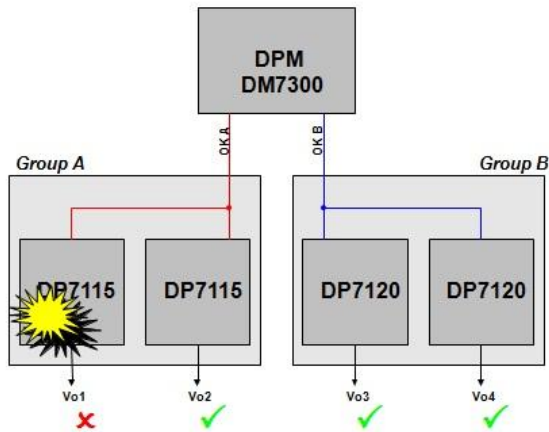 DPM
DM7300
OK A
OK B
Group A
Group B
DP7115
DP7115
DP7120
DP7120
Vo1
Vo2
Vo3
Vo4